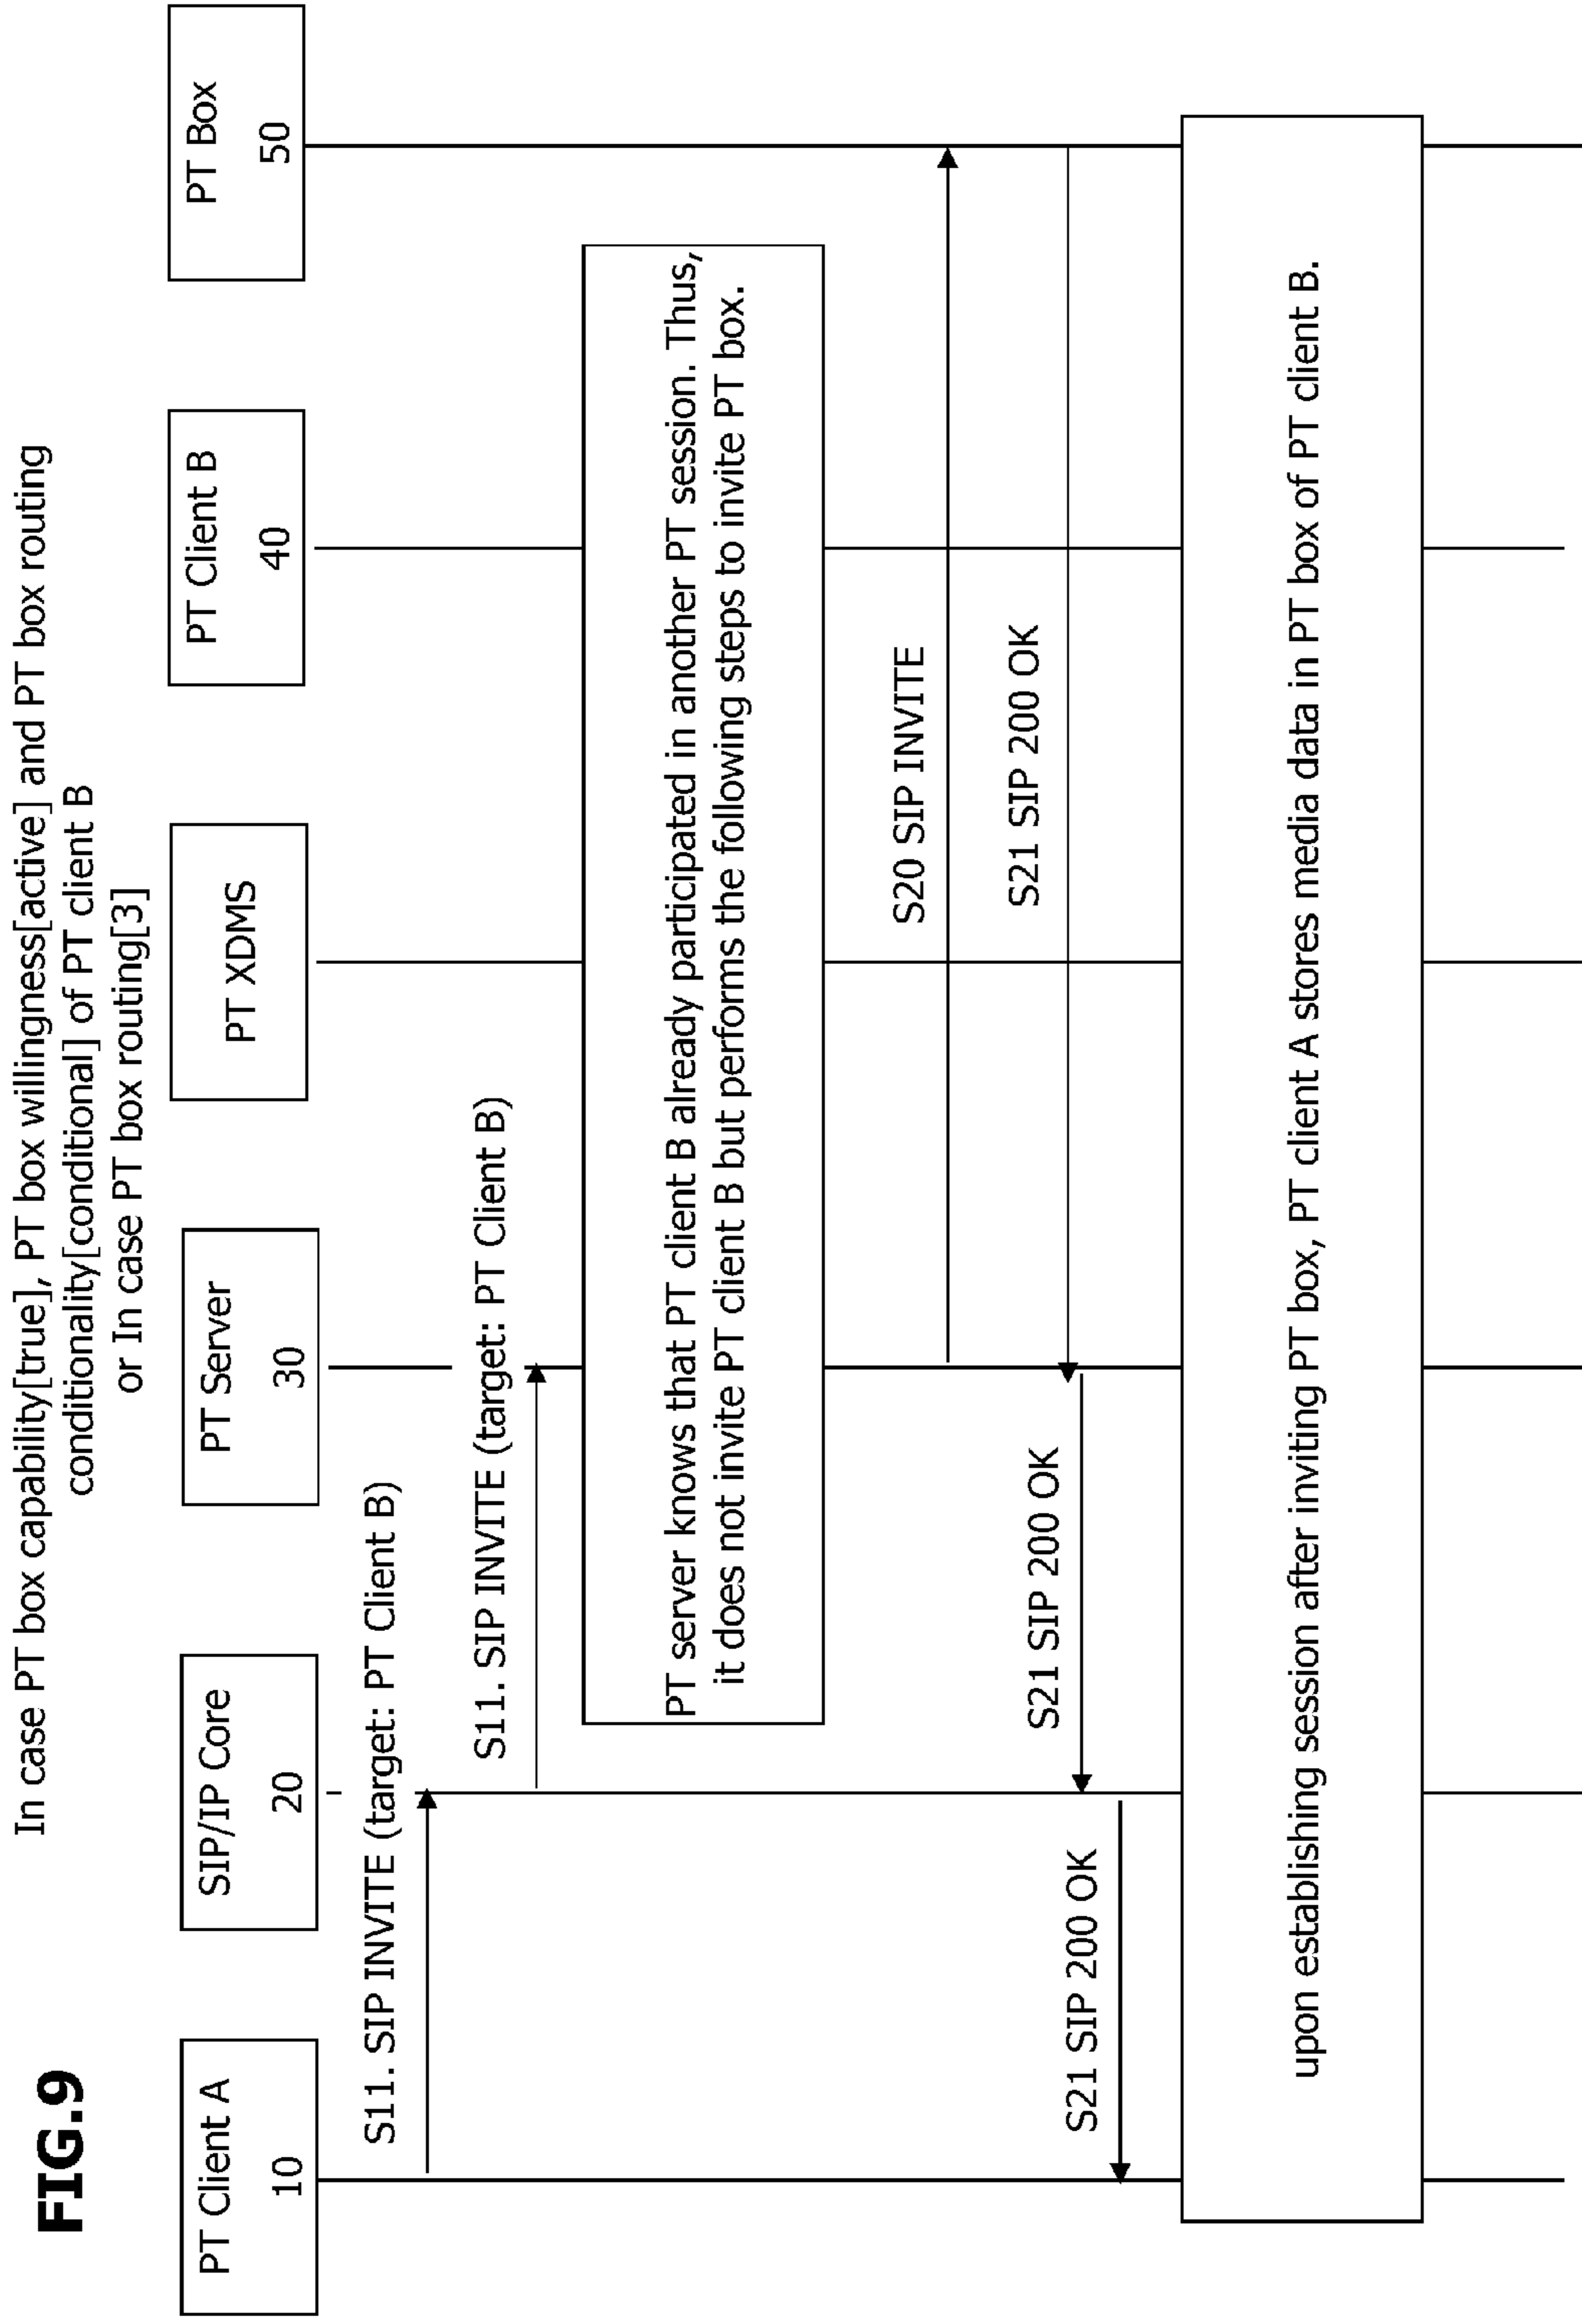 FIG.9
In case PT box capability[true], PT box willingness[active] and PT box routing
conditionality[conditional] of PT client B
or In case PT box routing[3]
PT Client A
10
SIP/IP Core
20
PT Server
30
PT XDMS
PT Client B
40
PT Box
50
S11. SIP INVITE (target: PT Client B)
S11. SIP INVITE (target: PT Client B)
PT server knows that PT client B already participated in another PT session. Thus,
it does not invite PT client B but performs the following steps to invite PT box.
S20 SIP INVITE
S21 SIP 200 OK
S21 SIP 200 OK
S21 SIP 200 OK
upon establishing session after inviting PT box, PT client A stores media data in PT box of PT client B.